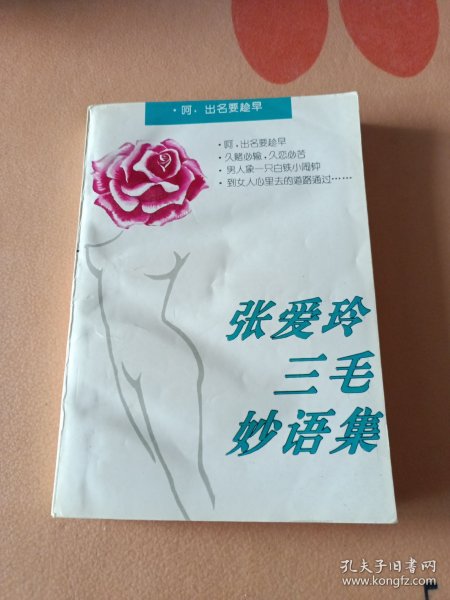 ·呵，出名要趁早
·呵，出名要趁早
·久赌必输，久恋必苦
·男人象一只白铁小闹钟
·到女人心里去的道路通过……
张爱玲
三毛
妙语集
孔夫子旧书网
www.kongfz.com